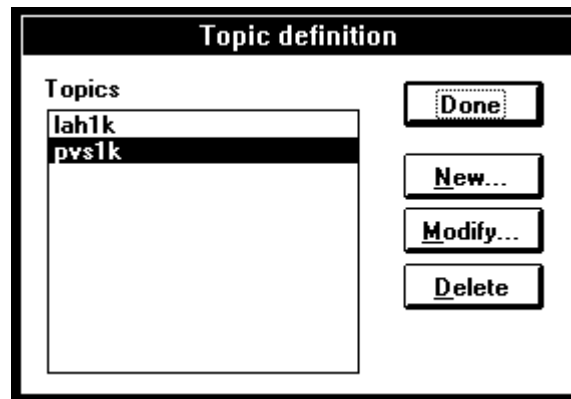 Topic definition
Topics
lah1k
pvs1k
Done
New...
Modify...
Delete